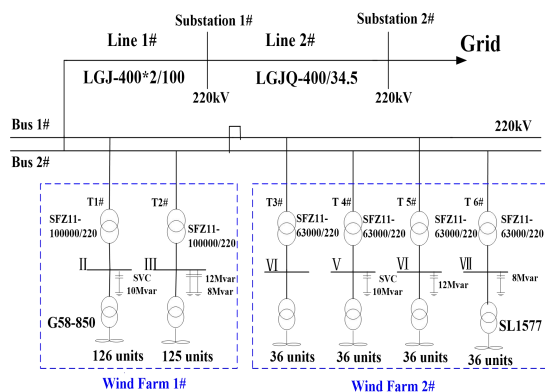 Substation 1#
Substation 2#
Line 1#
Line 2#
Grid
LGJ-400*2/100
LGJQ-400/34.5
220kV
220kV
Bus 1#
220kV
Bus 2#
T1#
T2#
T3#
T 4#
T 5#
T 6#
SFZ11-
100000/220
SFZ11-
100000/220
SFZ11-
63000/220
SFZ11-
63000/220
SFZ11-
63000/220
SFZ11-
63000/220
II
III
VI
V
VI
VII
SVC
10Mvar
12Mvar
8Mvar
SVC
10Mvar
12Mvar
8Mvar
G58-850
SL1577
126 units
125 units
36 units
36 units
36 units
36 units
Wind Farm 1#
Wind Farm 2#